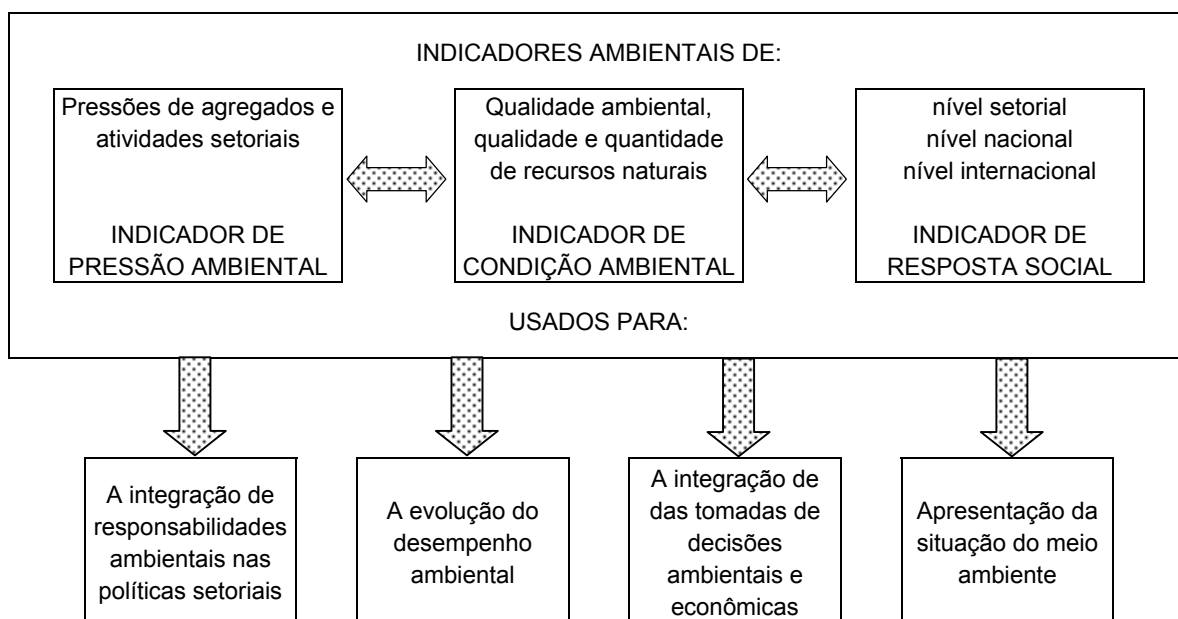 INDICADORES AMBIENTAIS DE:
Pressões de agregados e
atividades setoriais
INDICADOR DE
PRESSÃO AMBIENTAL
Qualidade ambiental,
qualidade e quantidade
de recursos naturais
INDICADOR DE
CONDIÇÃO AMBIENTAL
nível setorial
nível nacional
nível internacional
INDICADOR DE
RESPOSTA SOCIAL
USADOS PARA:
A integração de
responsabilidades
ambientais nas
políticas setoriais
A evolução do
desempenho
ambiental
A integração de
das tomadas de
decisões
ambientais e
econômicas
Apresentação da
situação do meio
ambiente